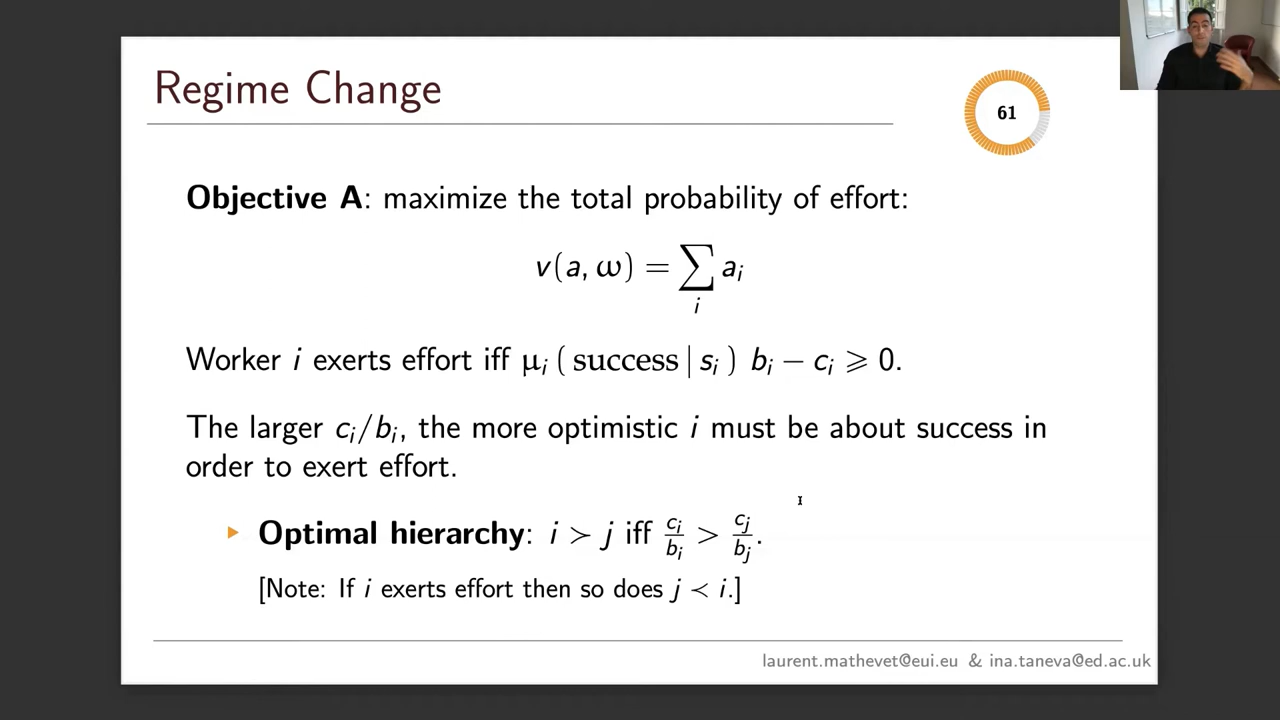 Regime Change
61
Objective A: maximize the total probability of effort:
v(a, ω) = ∑_i a_i
Worker i exerts effort iff μ_i ( success | s_i ) b_i − c_i ⩾ 0.
The larger c_i/b_i, the more optimistic i must be about success in
order to exert effort.
▶ Optimal hierarchy: i ≻ j iff c_i/b_i > c_j/b_j.
[Note: If i exerts effort then so does j ≺ i.]
laurent.mathevet@eui.eu & ina.taneva@ed.ac.uk